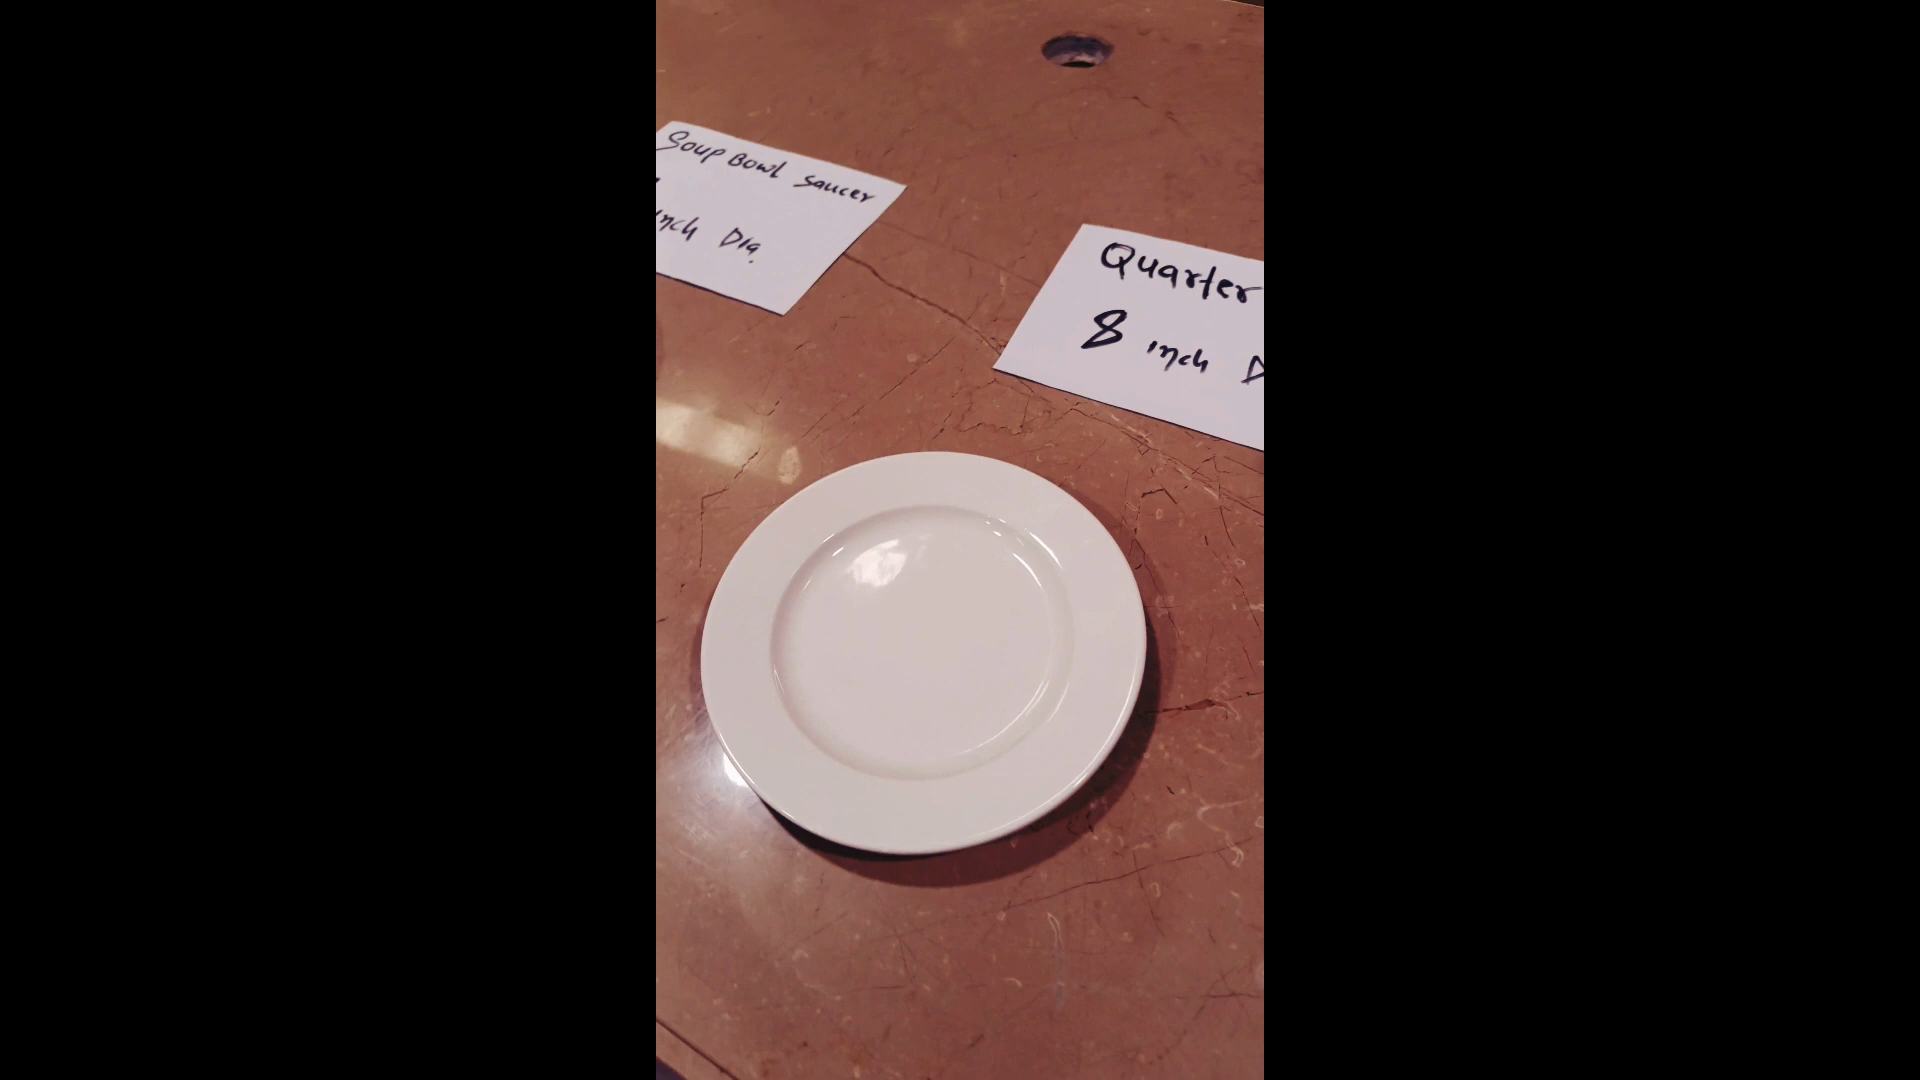 Soup Bowl Saucer
inch Dia.
Quarter
8 inch D